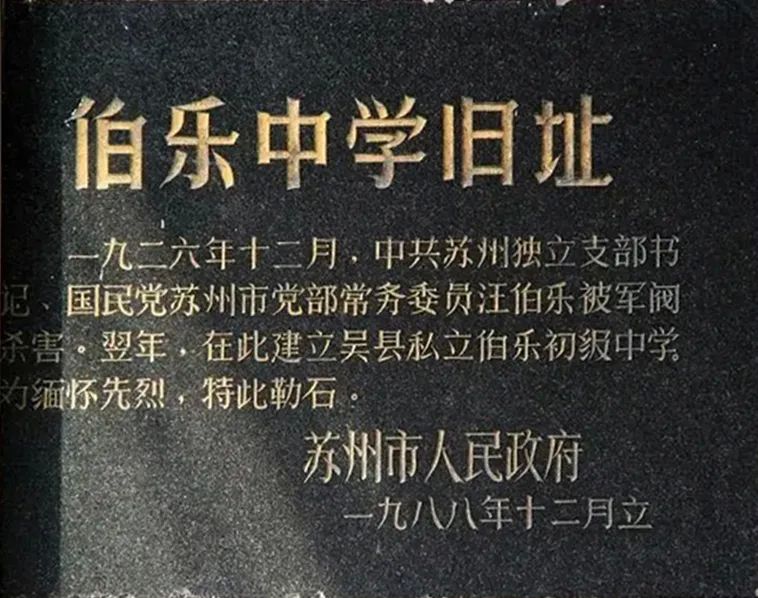 伯乐中学旧址
一九二六年十二月，中共苏州独立支部书
记、国民党苏州市党部常务委员汪伯乐被军阀
杀害。翌年，在此建立吴县私立伯乐初级中学。
为缅怀先烈，特此勒石。
苏州市人民政府
一九八八年十二月立